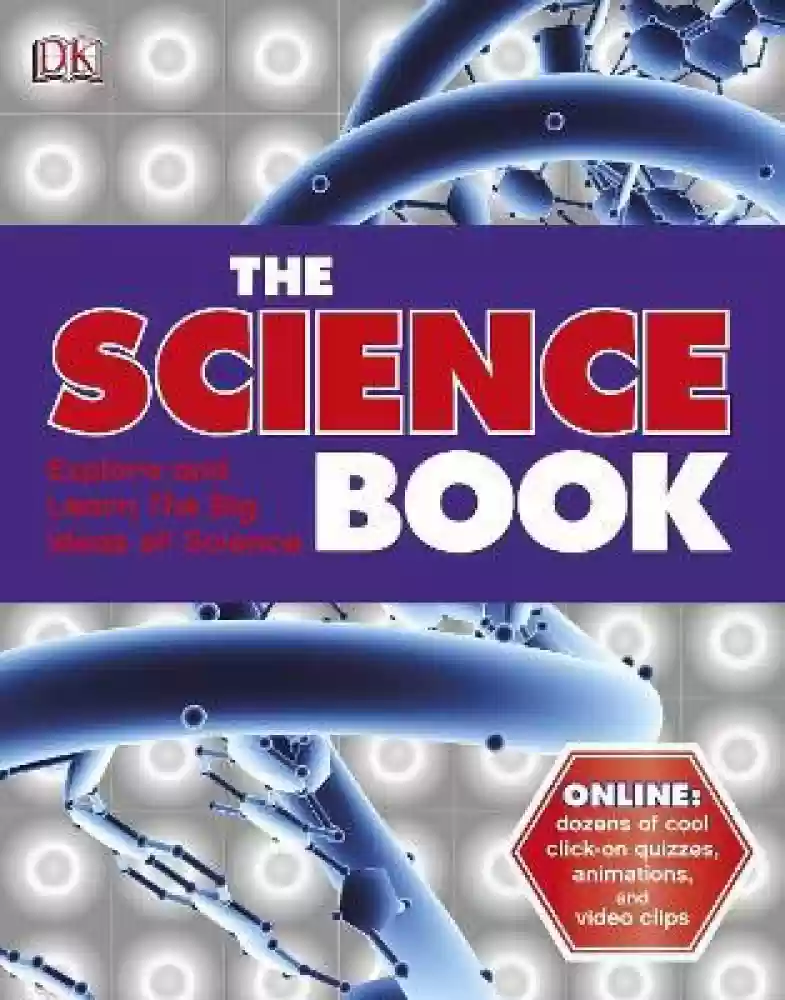 DK
THE
SCIENCE
BOOK
Explore and
Learn The Big
Ideas of Science
ONLINE:
dozens of cool
click-on quizzes,
animations,
and
video clips